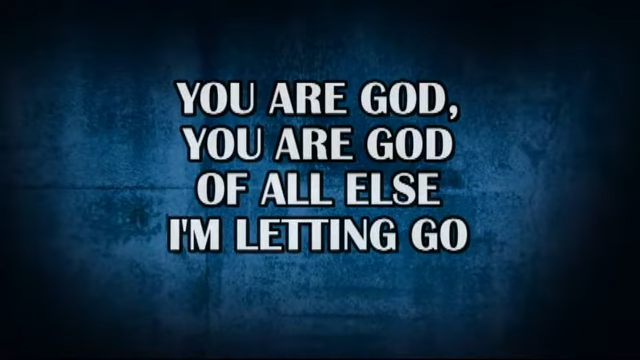 YOU ARE GOD,
YOU ARE GOD
OF ALL ELSE
I'M LETTING GO